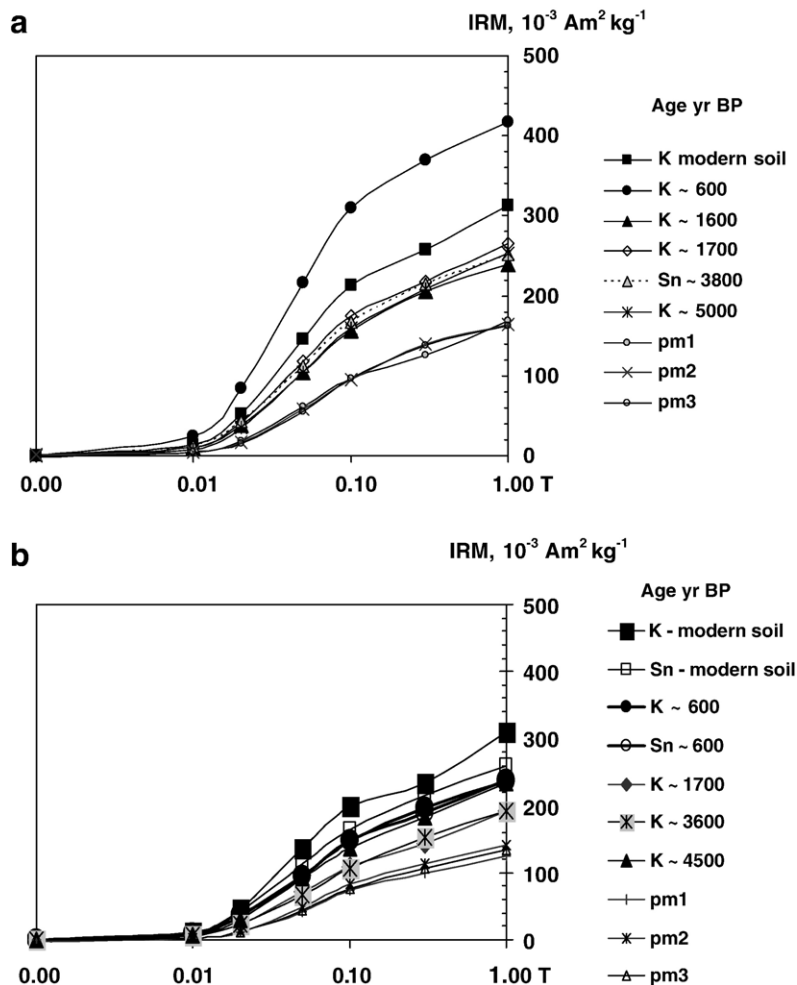 a
IRM, 10⁻³ Am² kg⁻¹
500
400
300
200
100
0
0.00 0.01 0.10 1.00 T
Age yr BP
K modern soil
K ~ 600
K ~ 1600
K ~ 1700
Sn ~ 3800
K ~ 5000
pm1
pm2
pm3
b
IRM, 10⁻³ Am² kg⁻¹
500
400
300
200
100
0
0.00 0.01 0.10 1.00 T
Age yr BP
K - modern soil
Sn - modern soil
K ~ 600
Sn ~ 600
K ~ 1700
K ~ 3600
K ~ 4500
pm1
pm2
pm3